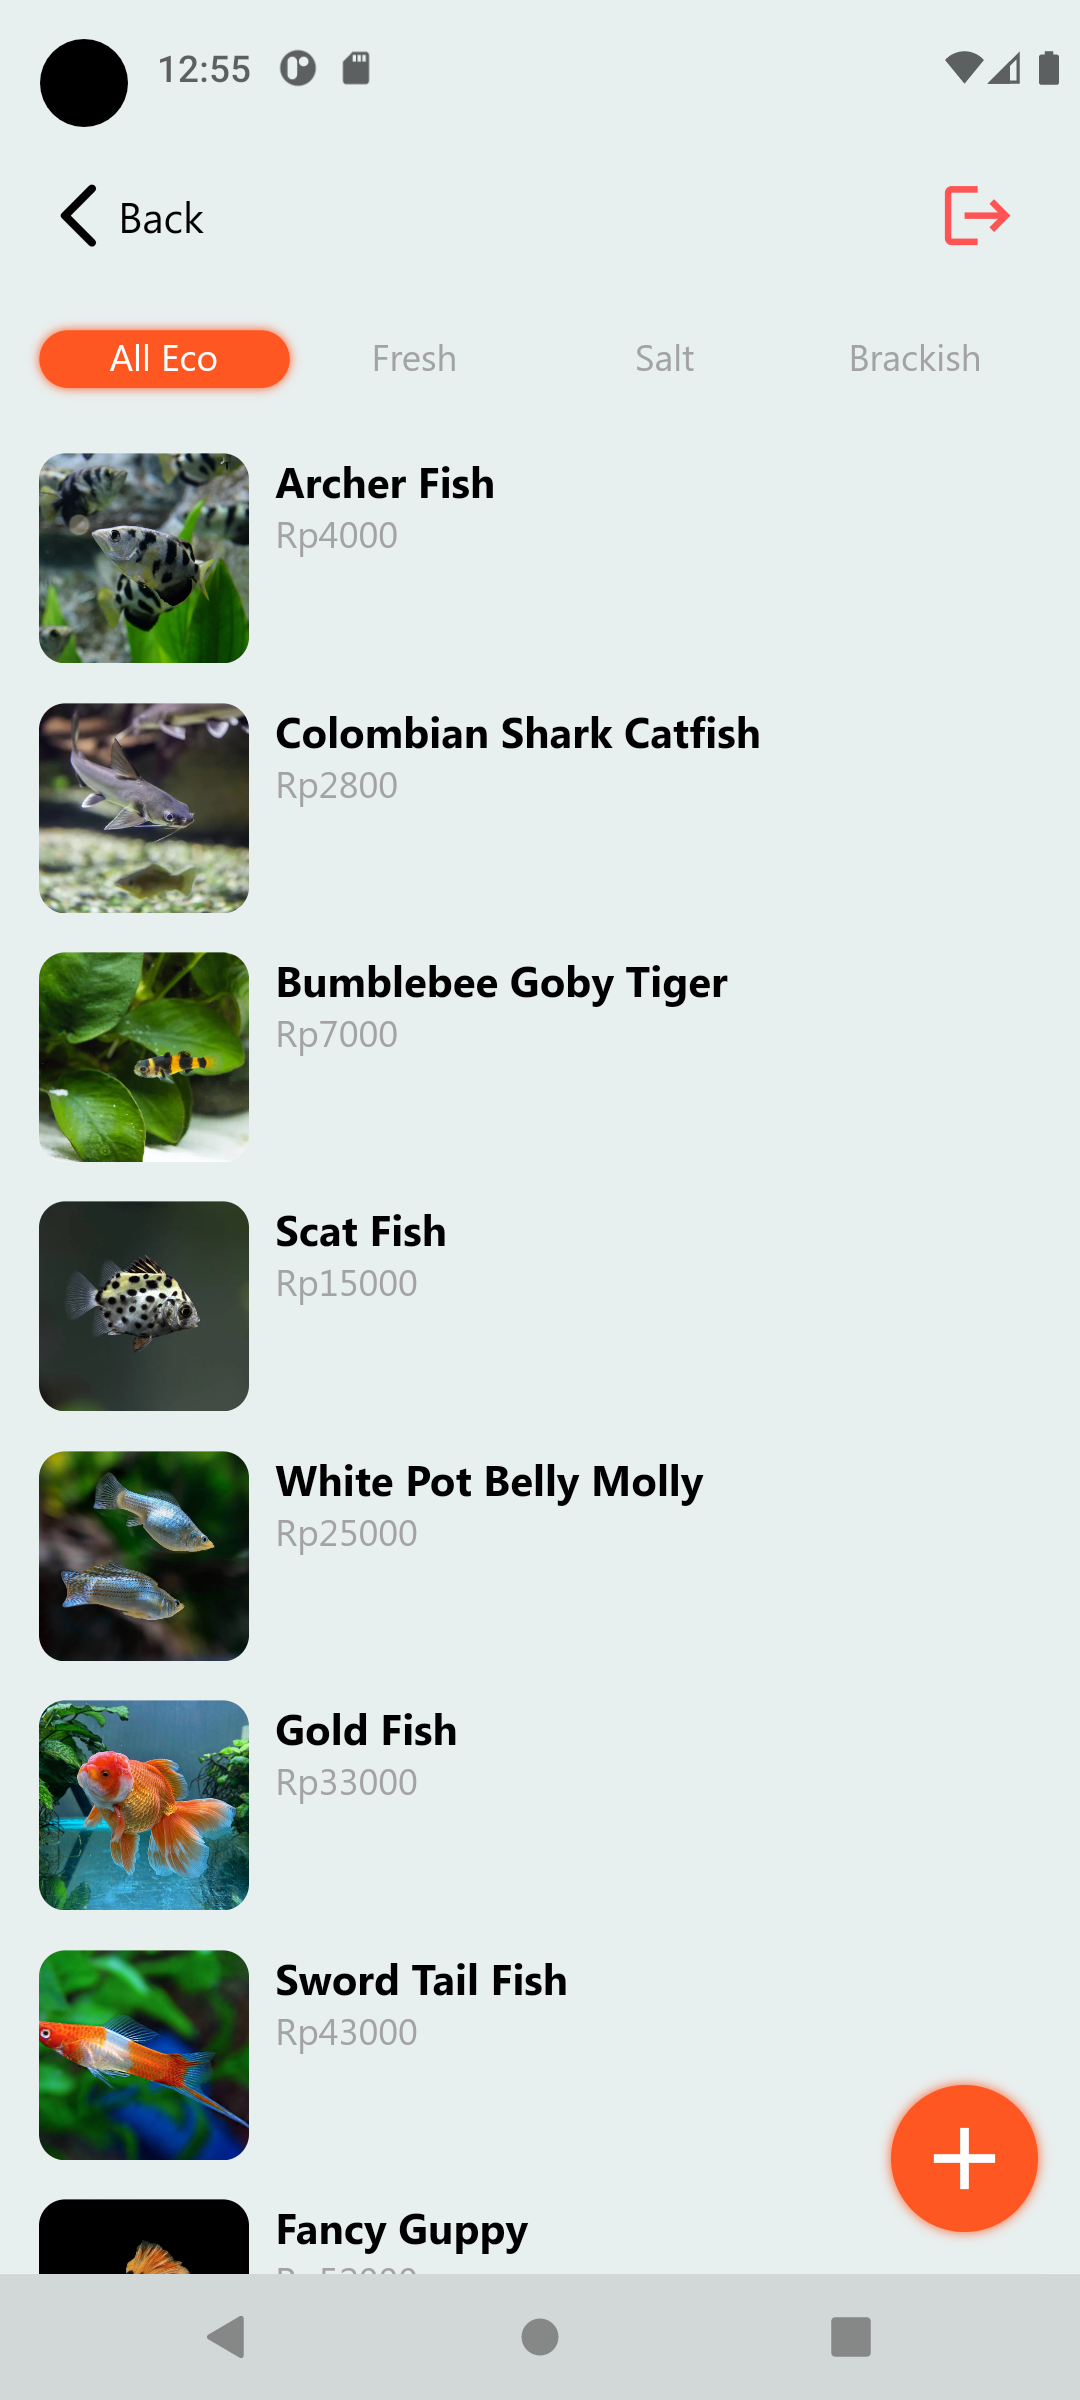 12:55
Back
All Eco
Fresh
Salt
Brackish
Archer Fish
Rp4000
Colombian Shark Catfish
Rp2800
Bumblebee Goby Tiger
Rp7000
Scat Fish
Rp15000
White Pot Belly Molly
Rp25000
Gold Fish
Rp33000
Sword Tail Fish
Rp43000
Fancy Guppy